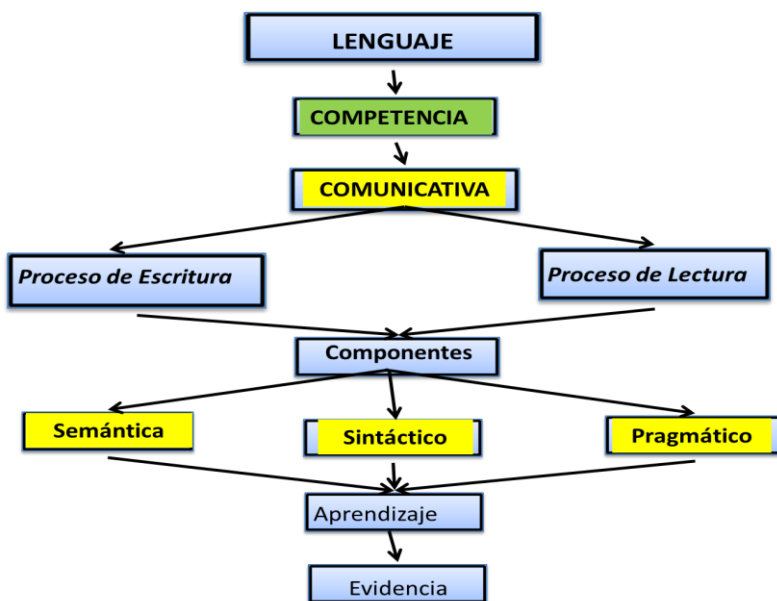 LENGUAJE
COMPETENCIA
COMUNICATIVA
Proceso de Escritura
Proceso de Lectura
Componentes
Semántica
Sintáctico
Pragmático
Aprendizaje
Evidencia